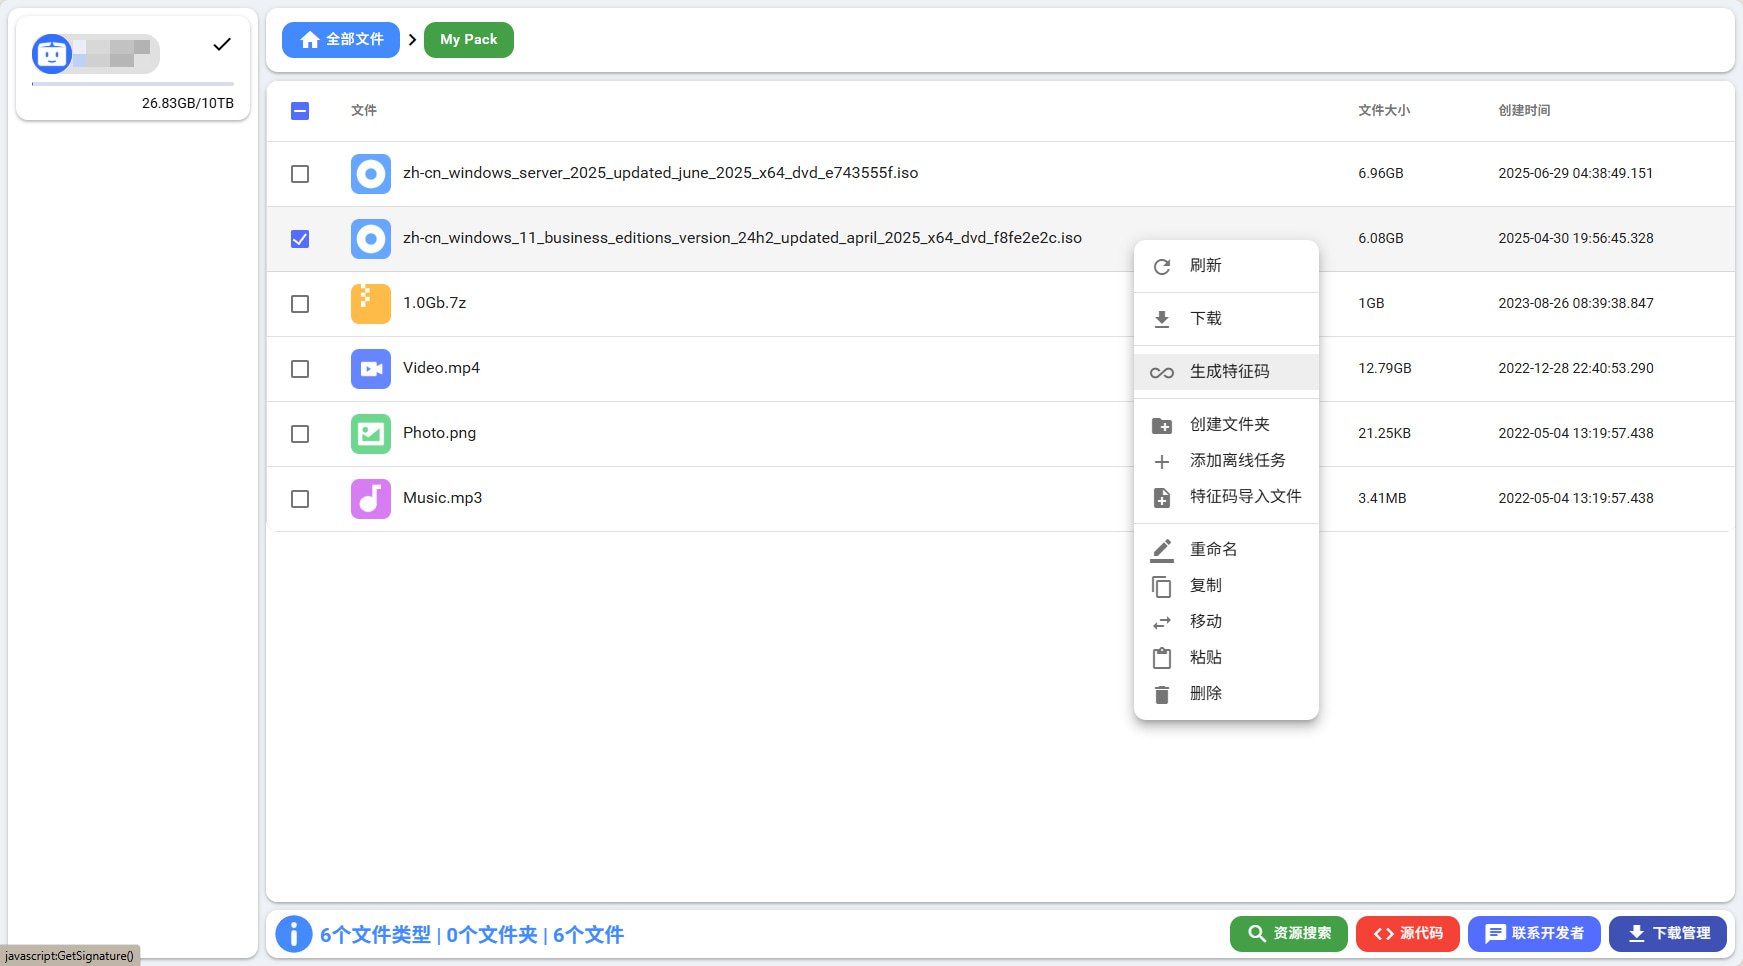 26.83GB/10TB
全部文件
My Pack
文件 文件大小 创建时间
zh-cn_windows_server_2025_updated_june_2025_x64_dvd_e743555f.iso 6.96GB 2025-06-29 04:38:49.151
zh-cn_windows_11_business_editions_version_24h2_updated_april_2025_x64_dvd_f8fe2e2c.iso 6.08GB 2025-04-30 19:56:45.328
1.0Gb.7z 1GB 2023-08-26 08:39:38.847
Video.mp4 12.79GB 2022-12-28 22:40:53.290
Photo.png 21.25KB 2022-05-04 13:19:57.438
Music.mp3 3.41MB 2022-05-04 13:19:57.438
刷新
下载
生成特征码
创建文件夹
添加离线任务
特征码导入文件
重命名
复制
移动
粘贴
删除
6个文件类型 | 0个文件夹 | 6个文件
资源搜索
源代码
联系开发者
下载管理
javascript:GetSignature()